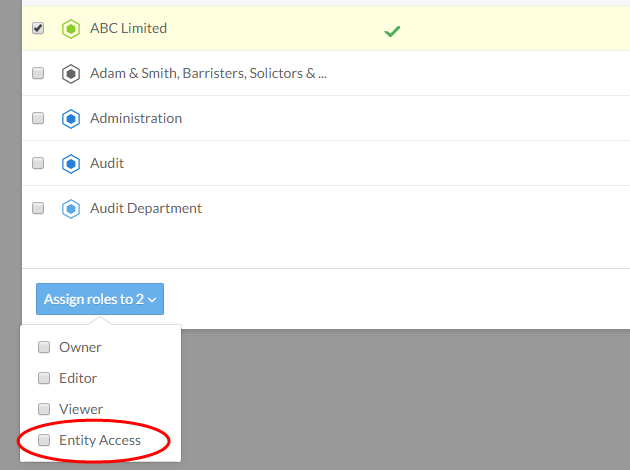 ABC Limited
Adam & Smith, Barristers, Solictors & ...
Administration
Audit
Audit Department
Assign roles to 2
Owner
Editor
Viewer
Entity Access